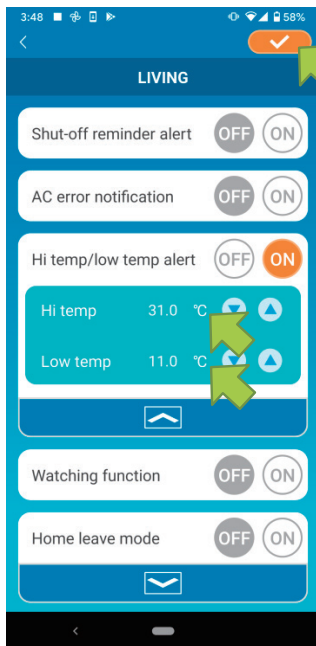 3:48 58%
LIVING
Shut-off reminder alert OFF ON
AC error notification OFF ON
Hi temp/low temp alert OFF ON
Hi temp 31.0 ℃
Low temp 11.0 ℃
Watching function OFF ON
Home leave mode OFF ON